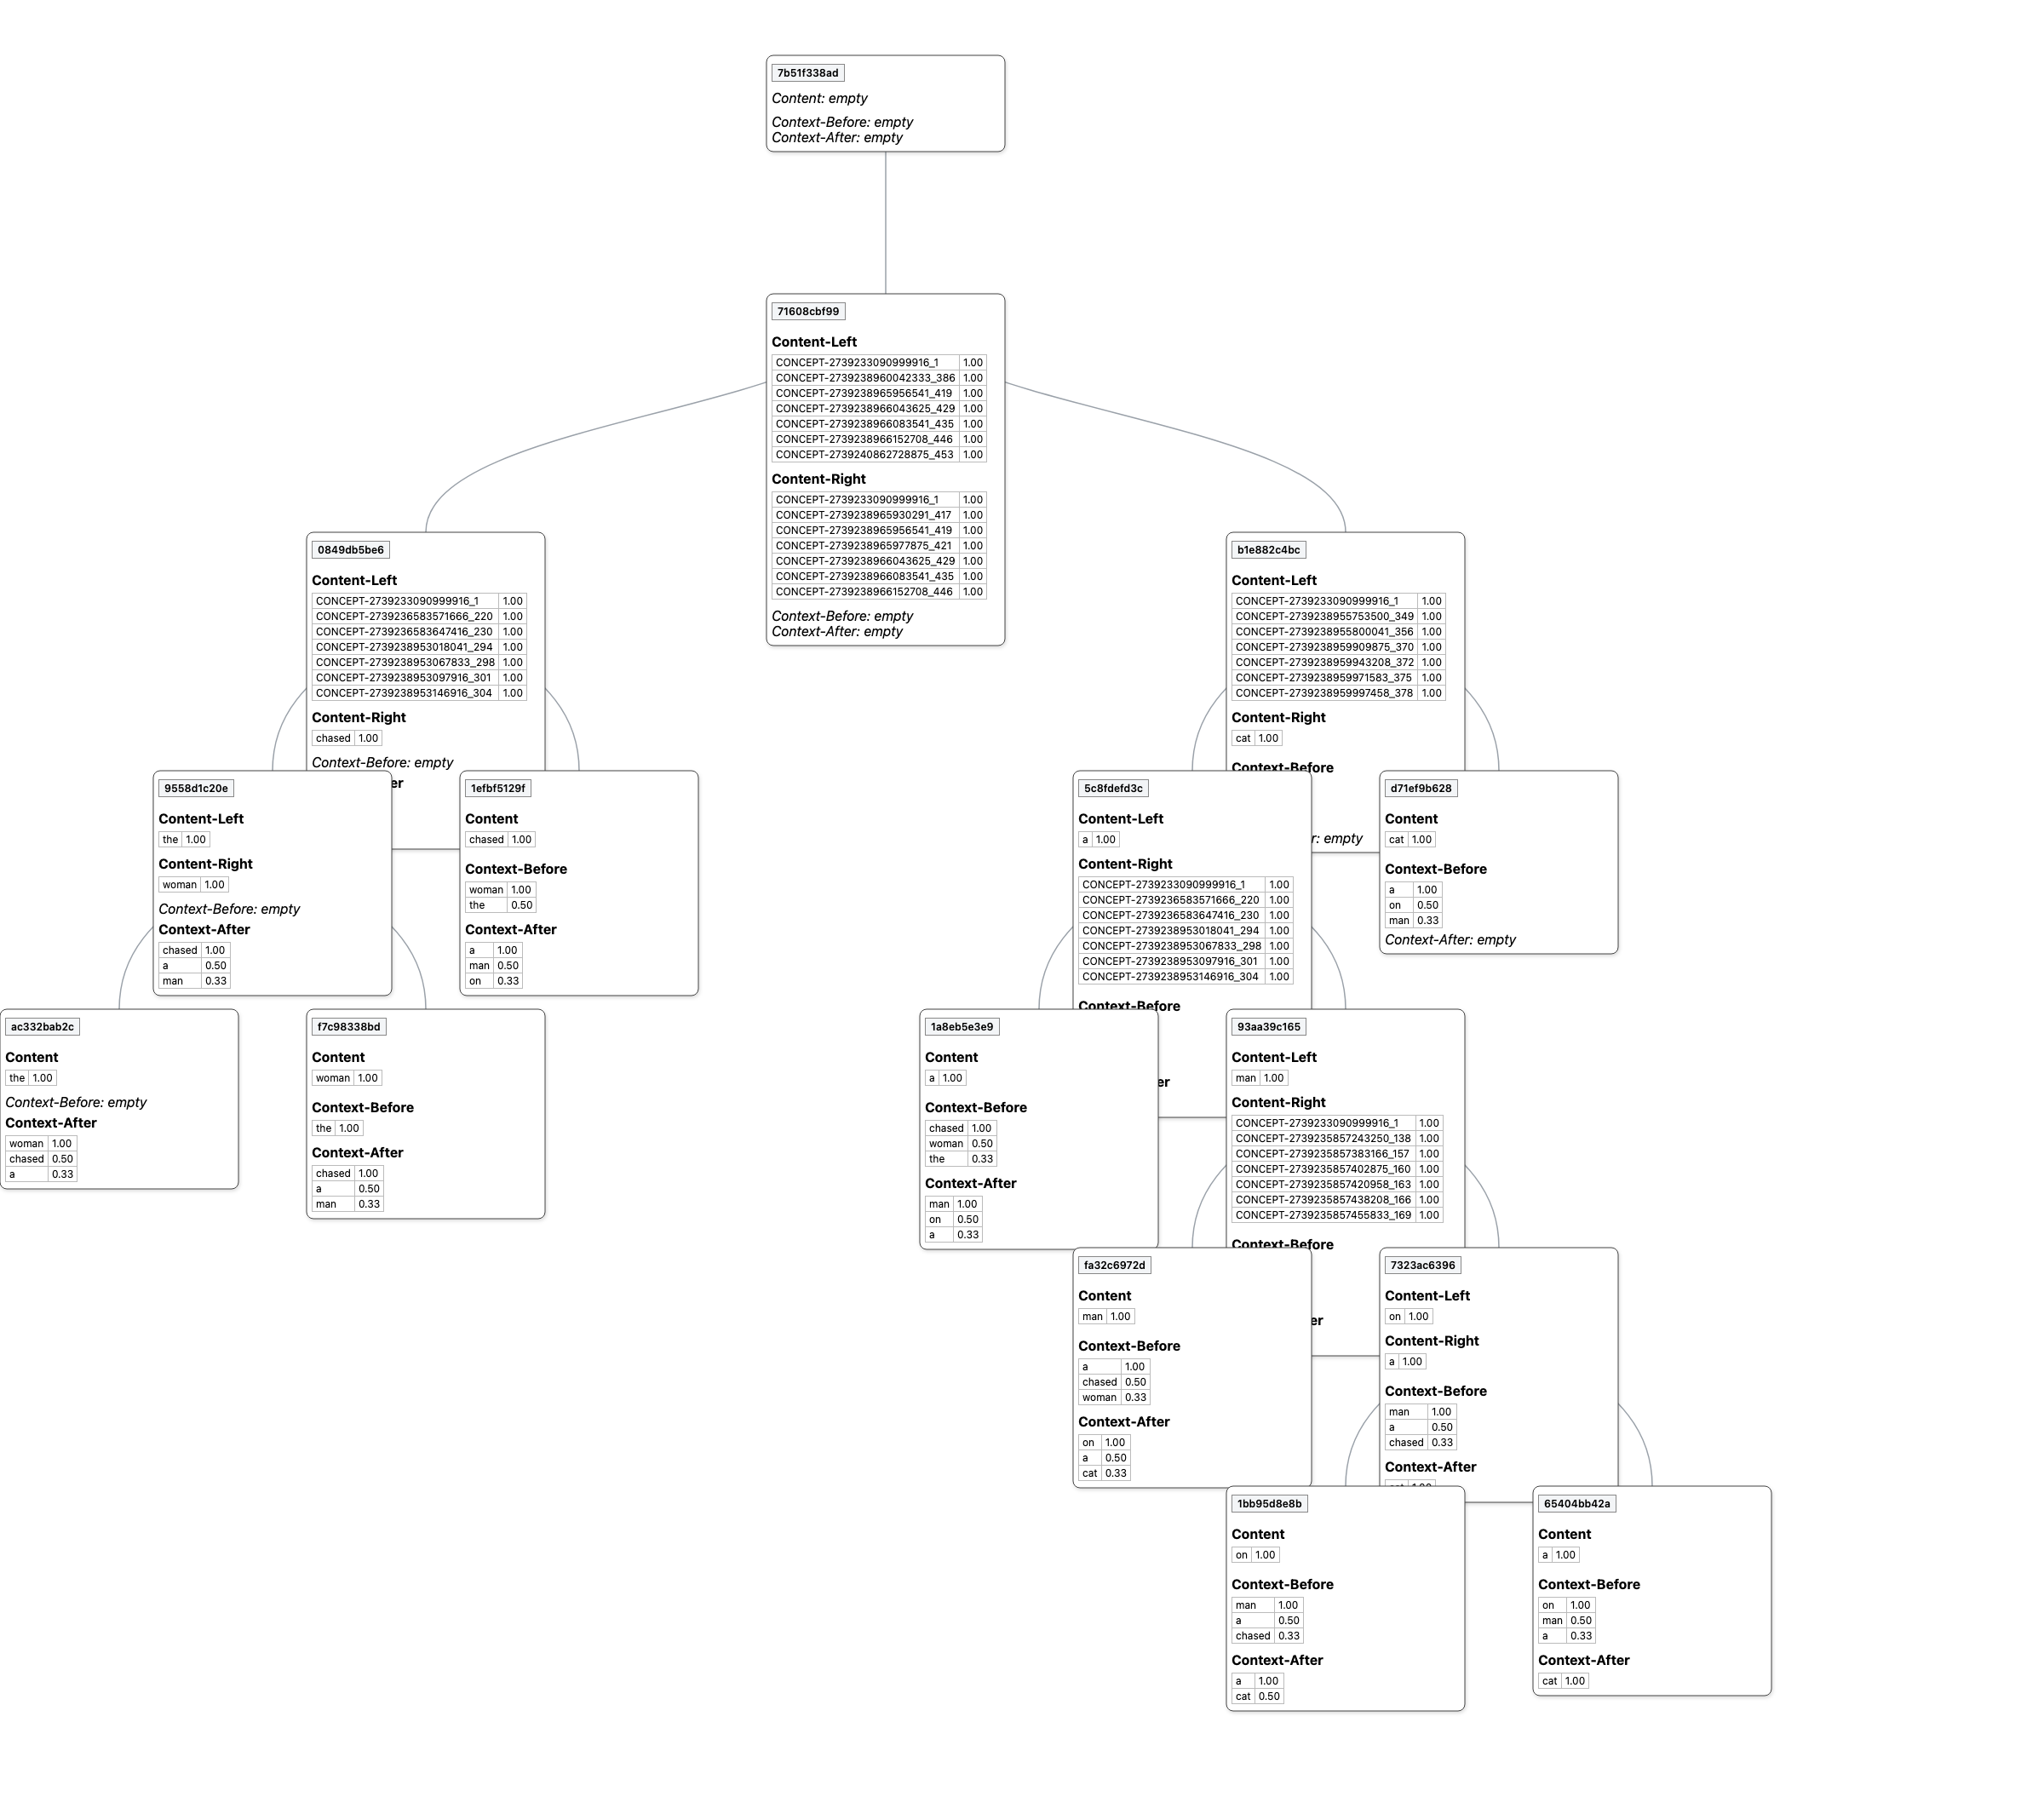 7b51f338ad
Content: empty
Context-Before: empty
Context-After: empty
71608cbf99
Content-Left
CONCEPT-2739233090999916_1 1.00
CONCEPT-2739238960042333_386 1.00
CONCEPT-2739238965956541_419 1.00
CONCEPT-2739238966043625_429 1.00
CONCEPT-2739238966083541_435 1.00
CONCEPT-2739238966152708_446 1.00
CONCEPT-2739240862728875_453 1.00
Content-Right
CONCEPT-2739233090999916_1 1.00
CONCEPT-2739238965930291_417 1.00
CONCEPT-2739238965956541_419 1.00
CONCEPT-2739238965977875_421 1.00
CONCEPT-2739238966043625_429 1.00
CONCEPT-2739238966083541_435 1.00
CONCEPT-2739238966152708_446 1.00
Context-Before: empty
Context-After: empty
0849db5be6
Content-Left
CONCEPT-2739233090999916_1 1.00
CONCEPT-2739236583571666_220 1.00
CONCEPT-2739236583647416_230 1.00
CONCEPT-2739238953018041_294 1.00
CONCEPT-2739238953067833_298 1.00
CONCEPT-2739238953097916_301 1.00
CONCEPT-2739238953146916_304 1.00
Content-Right
chased 1.00
Context-Before: empty
er
b1e882c4bc
Content-Left
CONCEPT-2739233090999916_1 1.00
CONCEPT-2739238955753500_349 1.00
CONCEPT-2739238955800041_356 1.00
CONCEPT-2739238959909875_370 1.00
CONCEPT-2739238959943208_372 1.00
CONCEPT-2739238959971583_375 1.00
CONCEPT-2739238959997458_378 1.00
Content-Right
cat 1.00
Context-Before
r: empty
9558d1c20e
Content-Left
the 1.00
Content-Right
woman 1.00
Context-Before: empty
Context-After
chased 1.00
a 0.50
man 0.33
1efbf5129f
Content
chased 1.00
Context-Before
woman 1.00
the 0.50
Context-After
a 1.00
man 0.50
on 0.33
5c8fdefd3c
Content-Left
a 1.00
Content-Right
CONCEPT-2739233090999916_1 1.00
CONCEPT-2739236583571666_220 1.00
CONCEPT-2739236583647416_230 1.00
CONCEPT-2739238953018041_294 1.00
CONCEPT-2739238953067833_298 1.00
CONCEPT-2739238953097916_301 1.00
CONCEPT-2739238953146916_304 1.00
Context-Before
er
d71ef9b628
Content
cat 1.00
Context-Before
a 1.00
on 0.50
man 0.33
Context-After: empty
ac332bab2c
Content
the 1.00
Context-Before: empty
Context-After
woman 1.00
chased 0.50
a 0.33
f7c98338bd
Content
woman 1.00
Context-Before
the 1.00
Context-After
chased 1.00
a 0.50
man 0.33
1a8eb5e3e9
Content
a 1.00
Context-Before
chased 1.00
woman 0.50
the 0.33
Context-After
man 1.00
on 0.50
a 0.33
93aa39c165
Content-Left
man 1.00
Content-Right
CONCEPT-2739233090999916_1 1.00
CONCEPT-2739235857243250_138 1.00
CONCEPT-2739235857383166_157 1.00
CONCEPT-2739235857402875_160 1.00
CONCEPT-2739235857420958_163 1.00
CONCEPT-2739235857438208_166 1.00
CONCEPT-2739235857455833_169 1.00
Context-Before
er
fa32c6972d
Content
man 1.00
Context-Before
a 1.00
chased 0.50
woman 0.33
Context-After
on 1.00
a 0.50
cat 0.33
7323ac6396
Content-Left
on 1.00
Content-Right
a 1.00
Context-Before
man 1.00
a 0.50
chased 0.33
Context-After
1bb95d8e8b
Content
on 1.00
Context-Before
man 1.00
a 0.50
chased 0.33
Context-After
a 1.00
cat 0.50
65404bb42a
Content
a 1.00
Context-Before
on 1.00
man 0.50
a 0.33
Context-After
cat 1.00